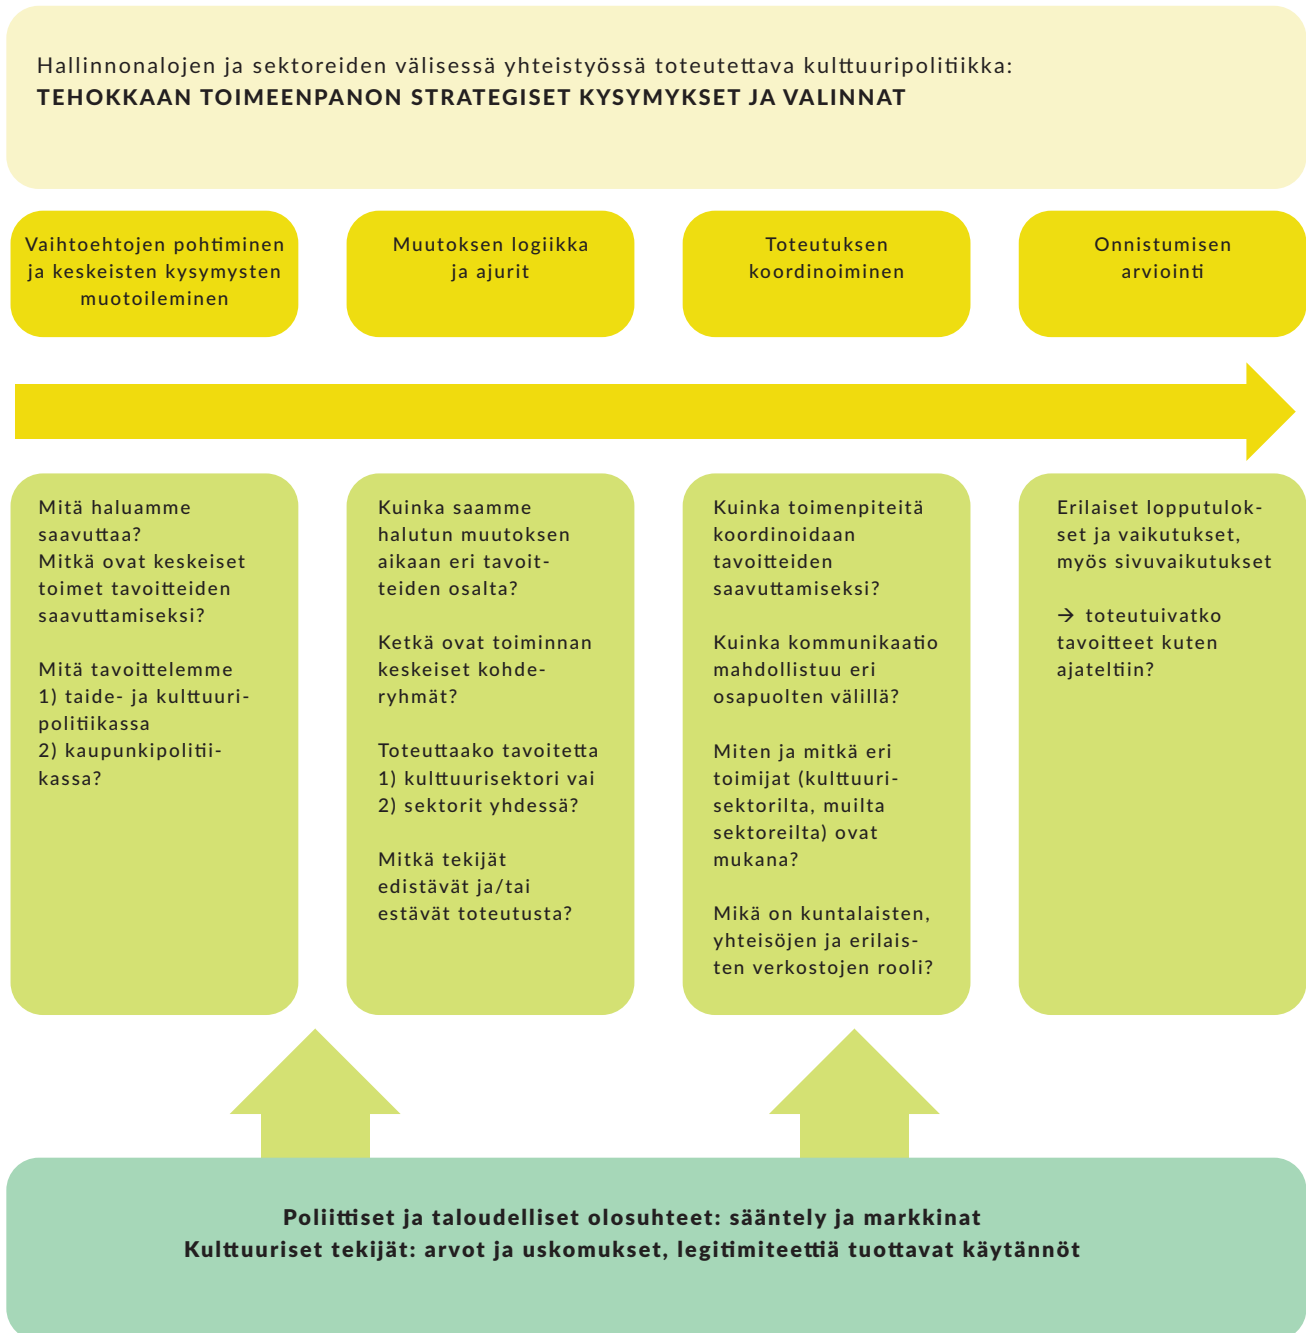 Hallinnonalojen ja sektoreiden välisessä yhteistyössä toteutettava kulttuuripolitiikka:
TEHOKKAAN TOIMEENPANON STRATEGISET KYSYMYKSET JA VALINNAT
Vaihtoehtojen pohtiminen
ja keskeisten kysymysten
muotoileminen
Muutoksen logiikka
ja ajurit
Toteutuksen
koordinoiminen
Onnistumisen
arviointi
Mitä haluamme
saavuttaa?
Mitkä ovat keskeiset
toimet tavoitteiden
saavuttamiseksi?
Mitä tavoittelemme
1) taide- ja kulttuuri-
politiikassa
2) kaupunkipoliti-
kassa?
Kuinka saamme
halutun muutoksen
aikaan eri tavoit-
teiden osalta?
Ketkä ovat toiminnan
keskeiset kohde-
ryhmät?
Toteuttaako tavoitetta
1) kulttuurisektori vai
2) sektorit yhdessä?
Mitkä tekijät
edistävät ja/tai
estävät toteutusta?
Kuinka toimenpiteitä
koordinoidaan
tavoitteiden
saavuttamiseksi?
Kuinka kommunikaatio
mahdollistuu eri
osapuolten välillä?
Miten ja mitkä eri
toimijat (kulttuuri-
sektorilta, muilta
sektoreilta) ovat
mukana?
Mikä on kuntalaisten,
yhteisöjen ja erilais-
ten verkostojen rooli?
Erilaiset lopputulok-
set ja vaikutukset,
myös sivuvaikutukset
→ toteutuivatko
tavoitteet kuten
ajateltiin?
Poliittiset ja taloudelliset olosuhteet: sääntely ja markkinat
Kulttuuriset tekijät: arvot ja uskomukset, legitimiteettiä tuottavat käytännöt